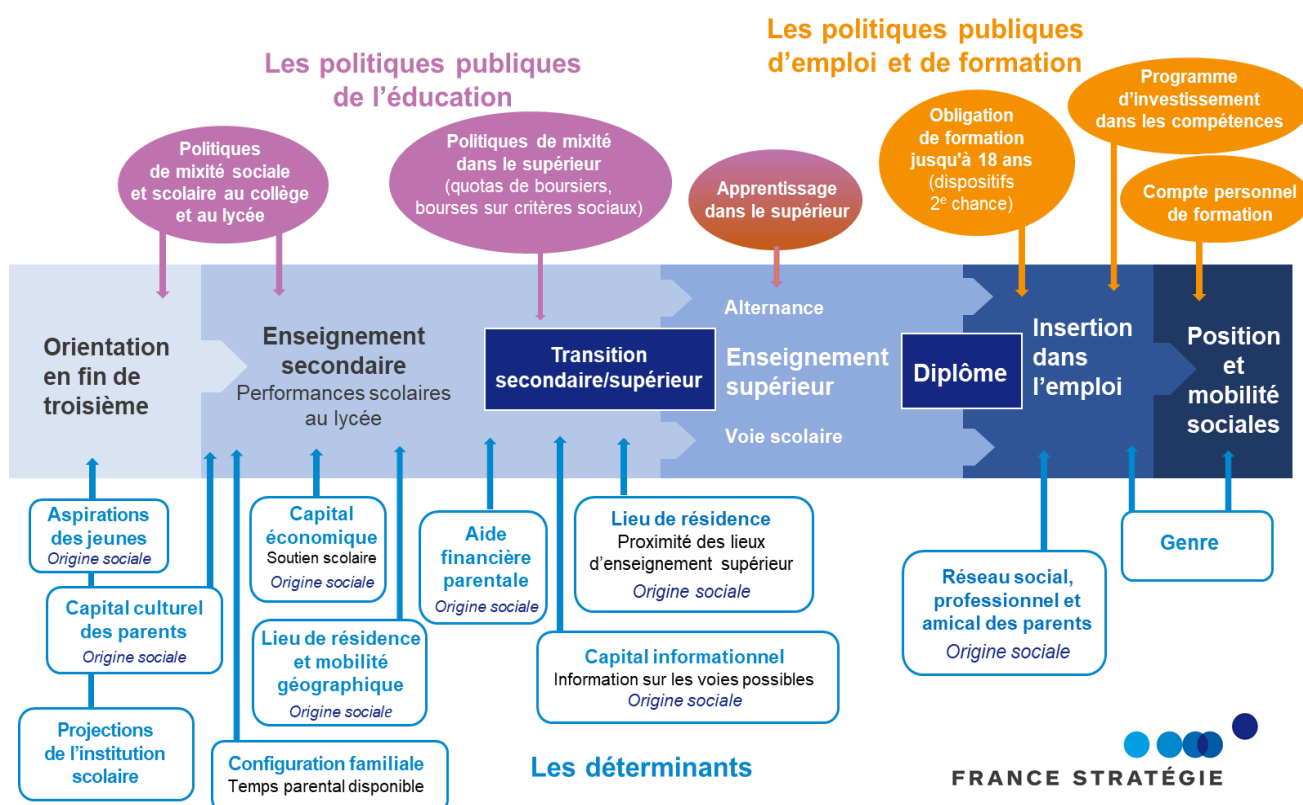 Les politiques publiques
de l’éducation
Les politiques publiques
d’emploi et de formation
Politiques
de mixité sociale
et scolaire au collège
et au lycée
Politiques de mixité
dans le supérieur
(quotas de boursiers,
bourses sur critères sociaux)
Apprentissage
dans le supérieur
Obligation
de formation
jusqu'à 18 ans
(dispositifs
2e chance)
Programme
d’investissement
dans les compétences
Compte personnel
de formation
Orientation
en fin de
troisième
Enseignement
secondaire
Performances scolaires
au lycée
Transition
secondaire/supérieur
Alternance
Enseignement
supérieur
Voie scolaire
Diplôme
Insertion
dans
l’emploi
Position
et
mobilité
sociales
Aspirations
des jeunes
Origine sociale
Capital culturel
des parents
Origine sociale
Projections
de l’institution
scolaire
Capital
économique
Soutien scolaire
Origine sociale
Lieu de résidence
et mobilité
géographique
Origine sociale
Configuration familiale
Temps parental disponible
Aide
financière
parentale
Origine sociale
Lieu de résidence
Proximité des lieux
d’enseignement supérieur
Origine sociale
Capital informationnel
Information sur les voies possibles
Origine sociale
Réseau social,
professionnel et
amical des parents
Origine sociale
Genre
Les déterminants
FRANCE STRATÉGIE